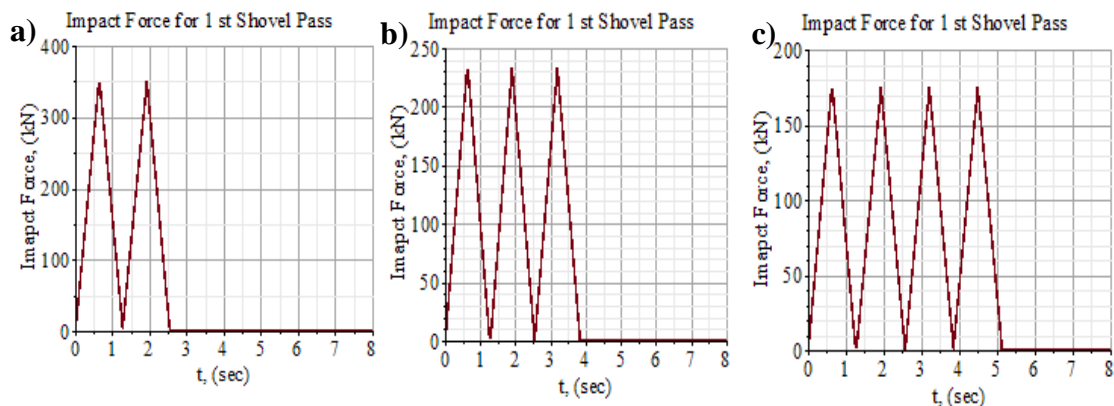 a)
Impact Force for 1 st Shovel Pass
400
300
200
100
0
Imapct Force, (kN)
0 1 2 3 4 5 6 7 8
t, (sec)
b)
Impact Force for 1 st Shovel Pass
250
200
150
100
50
0
Imapct Force, (kN)
0 1 2 3 4 5 6 7 8
t, (sec)
c)
Impact Force for 1 st Shovel Pass
200
150
100
50
0
Imapct Force, (kN)
0 1 2 3 4 5 6 7 8
t, (sec)